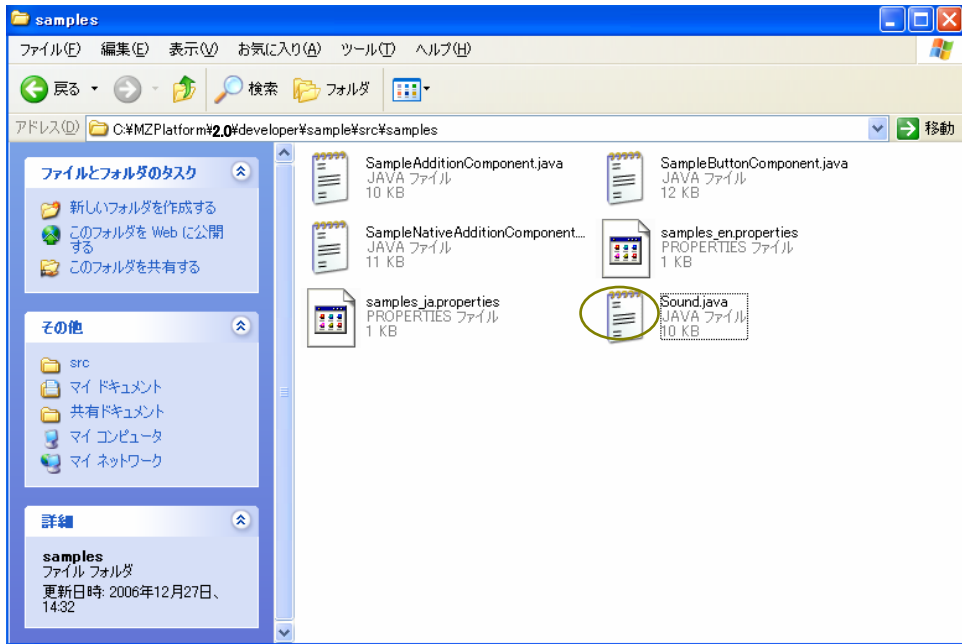 samples
ファイル(F) 編集(E) 表示(V) お気に入り(A) ツール(T) ヘルプ(H)
戻る 検索 フォルダ
アドレス(D) C:¥MZPlatform¥2.0¥developer¥sample¥src¥samples 移動
ファイルとフォルダのタスク
新しいフォルダを作成する
このフォルダを Web に公開
する
このフォルダを共有する
その他
src
マイ ドキュメント
共有ドキュメント
マイ コンピュータ
マイ ネットワーク
詳細
samples
ファイル フォルダ
更新日時: 2006年12月27日、
14:32
SampleAdditionComponent.java
JAVA ファイル
10 KB
SampleButtonComponent.java
JAVA ファイル
12 KB
SampleNativeAdditionComponent....
JAVA ファイル
11 KB
samples_en.properties
PROPERTIES ファイル
1 KB
samples_ja.properties
PROPERTIES ファイル
1 KB
Sound.java
JAVA ファイル
10 KB